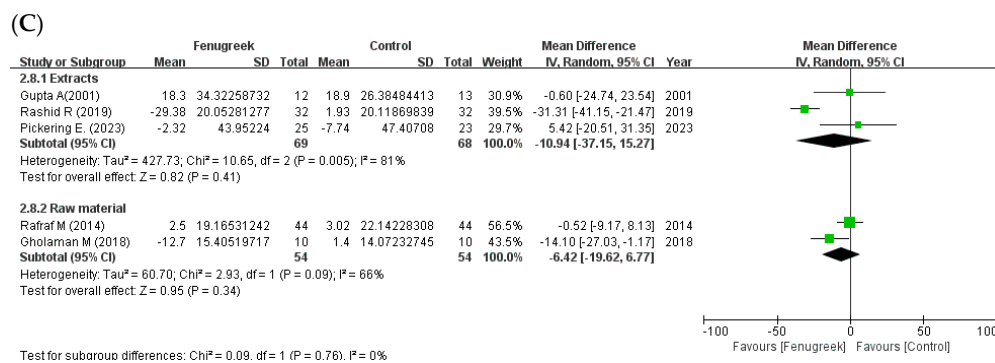 (C)
Fenugreek Control Mean Difference Mean Difference
Study or Subgroup Mean SD Total Mean SD Total Weight IV, Random, 95% CI Year IV, Random, 95% CI
2.8.1 Extracts
Gupta A(2001) 18.3 34.32258732 12 18.9 26.38484413 13 30.9% -0.60 [-24.74, 23.54] 2001
Rashid R (2019) -29.38 20.05281277 32 1.93 20.11869839 32 39.5% -31.31 [-41.15, -21.47] 2019
Pickering E. (2023) -2.32 43.95224 25 -7.74 47.40708 23 29.7% 5.42 [-20.51, 31.35] 2023
Subtotal (95% CI) 69 68 100.0% -10.94 [-37.15, 15.27]
Heterogeneity: Tau² = 427.73; Chi² = 10.65, df = 2 (P = 0.005); I² = 81%
Test for overall effect: Z = 0.82 (P = 0.41)
2.8.2 Raw material
Rafraf M (2014) 2.5 19.16531242 44 3.02 22.14228308 44 56.5% -0.52 [-9.17, 8.13] 2014
Gholaman M (2018) -12.7 15.40519717 10 1.4 14.07232745 10 43.5% -14.10 [-27.03, -1.17] 2018
Subtotal (95% CI) 54 54 100.0% -6.42 [-19.62, 6.77]
Heterogeneity: Tau² = 60.70; Chi² = 2.93, df = 1 (P = 0.09); I² = 66%
Test for overall effect: Z = 0.95 (P = 0.34)
-100 -50 0 50 100
Favours [Fenugreek] Favours [Control]
Test for subgroup differences: Chi² = 0.09, df = 1 (P = 0.76), I² = 0%